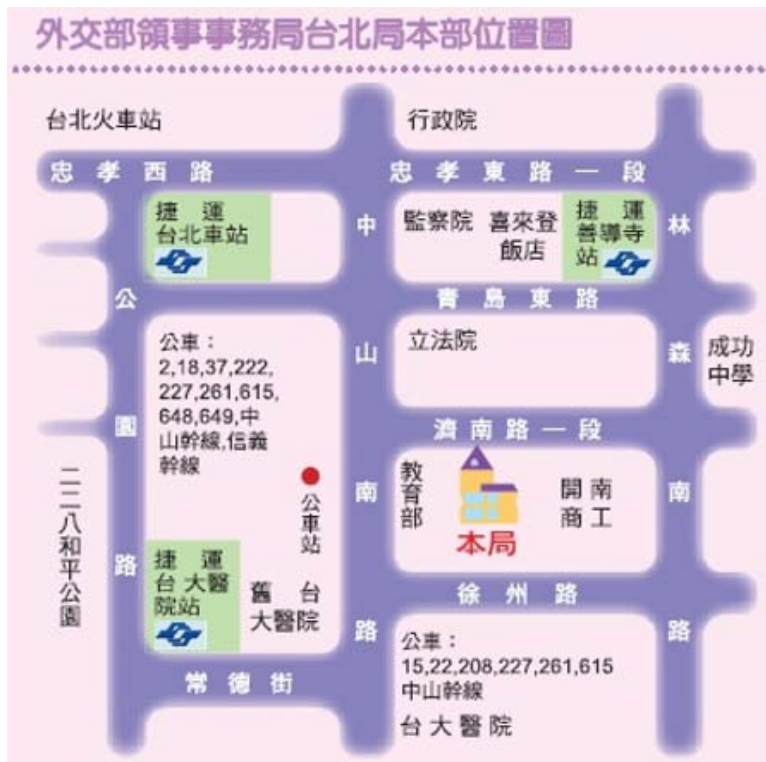 外交部領事事務局台北局本部位置圖
台北火車站
行政院
忠孝西路
忠孝東路一段
捷運
台北車站
監察院
喜來登
飯店
捷運
善導寺
站
青島東路
公園路
中山南路
林森南路
公車：
2,18,37,222,
227,261,615,
648,649,中
山幹線,信義
幹線
立法院
成功
中學
濟南路一段
二二八和平公園
公車站
教育部
本局
開南
商工
捷運
台大醫
院站
舊台
大醫院
徐州路
常德街
公車：
15,22,208,227,261,615
中山幹線
台大醫院